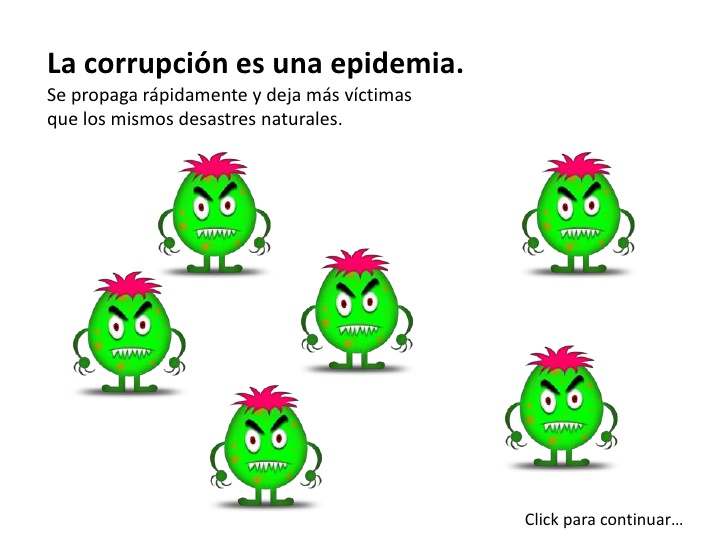 La corrupción es una epidemia.
Se propaga rápidamente y deja más víctimas
que los mismos desastres naturales.
Click para continuar...